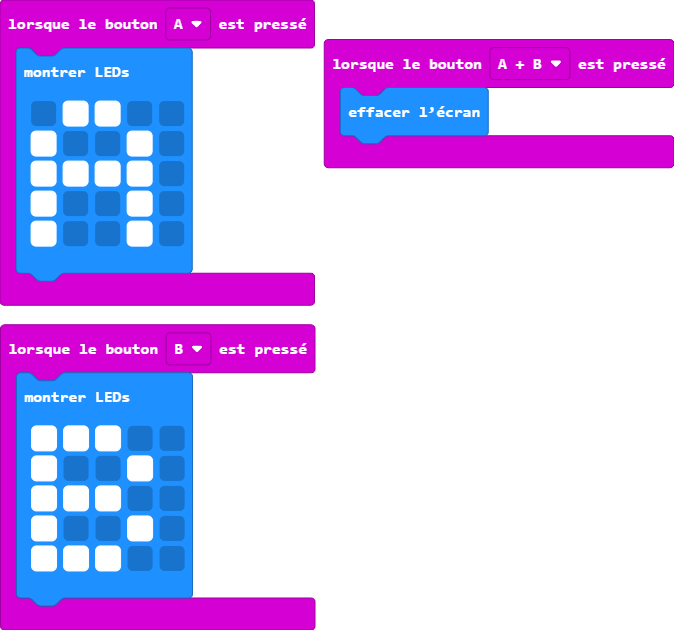 lorsque le bouton A est pressé
montrer LEDs
lorsque le bouton A + B est pressé
effacer l'écran
lorsque le bouton B est pressé
montrer LEDs